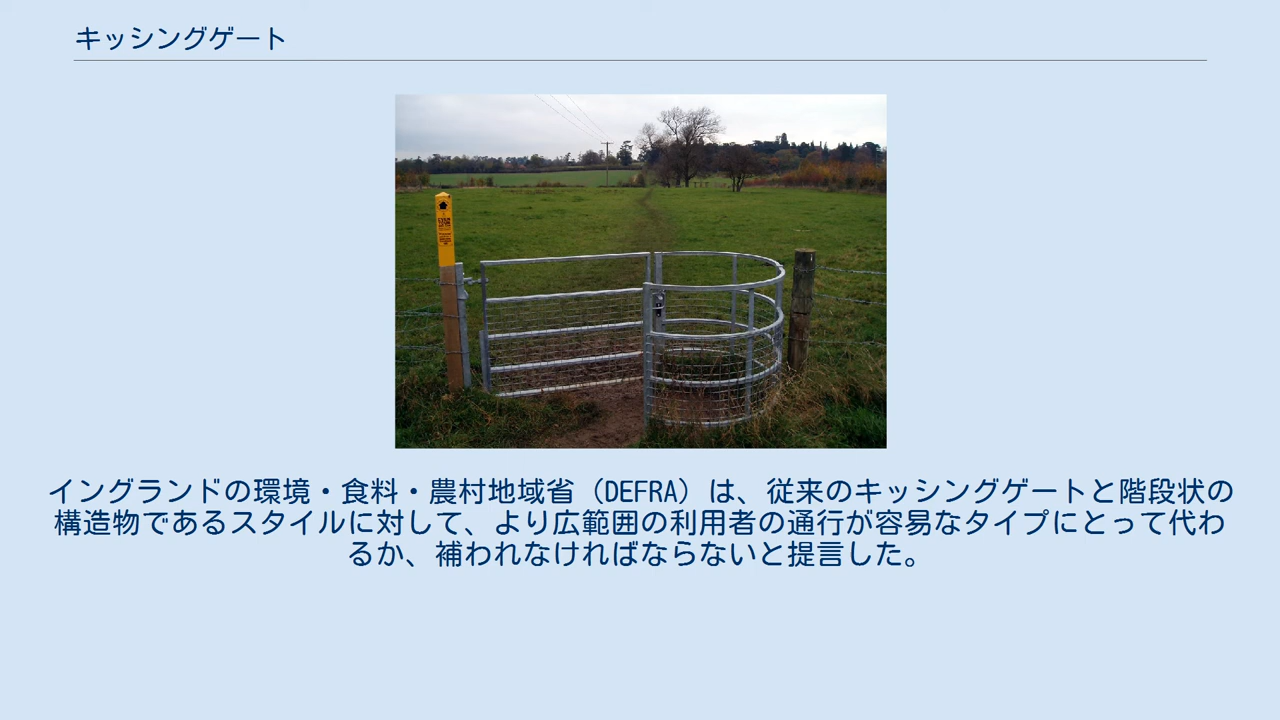 キッシングゲート
イングランドの環境・食料・農村地域省（DEFRA）は、従来のキッシングゲートと階段状の
構造物であるスタイルに対して、より広範囲の利用者の通行が容易なタイプにとって代わ
るか、補われなければならないと提言した。